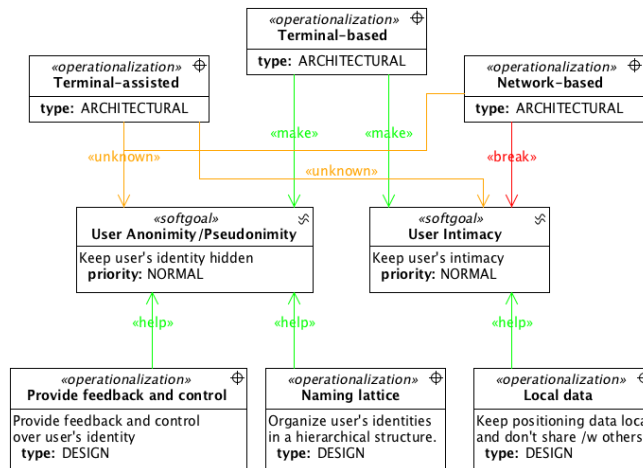 «operationalization»
Terminal-based
type: ARCHITECTURAL
«operationalization»
Terminal-assisted
type: ARCHITECTURAL
«operationalization»
Network-based
type: ARCHITECTURAL
«make»
«make»
«unknown»
«break»
«unknown»
«softgoal»
User Anonimity/Pseudonimity
Keep user's identity hidden
priority: NORMAL
«softgoal»
User Intimacy
Keep user's intimacy
priority: NORMAL
«help»
«help»
«help»
«operationalization»
Provide feedback and control
Provide feedback and control
over user's identity
type: DESIGN
«operationalization»
Naming lattice
Organize user's identities
in a hierarchical structure.
type: DESIGN
«operationalization»
Local data
Keep positioning data loca
and don't share /w others
type: DESIGN